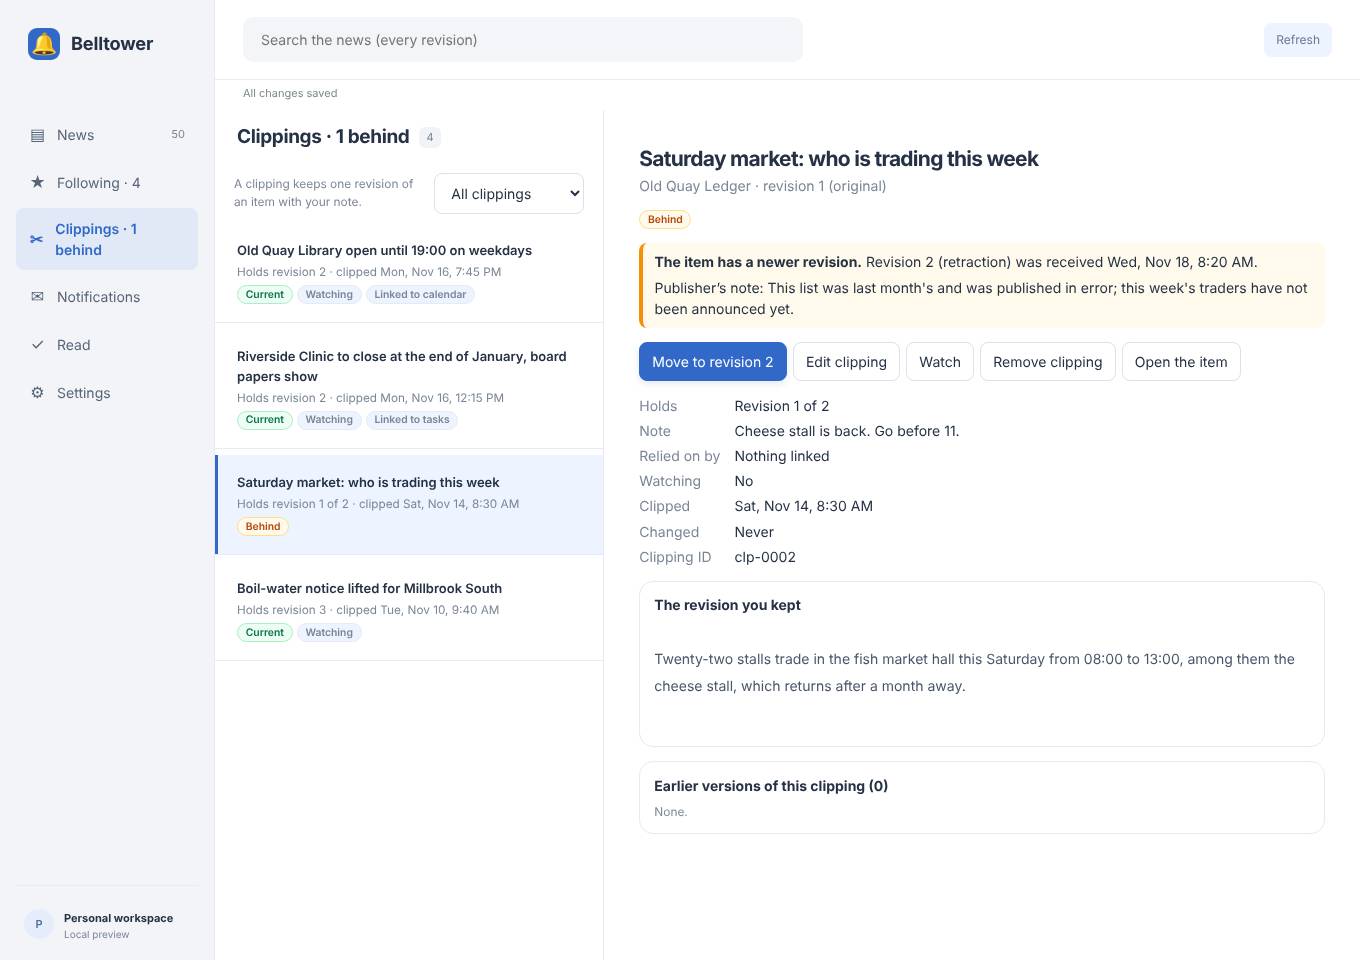 Belltower
Search the news (every revision)
Refresh
All changes saved
News 50
Following · 4
Clippings · 1
behind
Notifications
Read
Settings
Personal workspace
P
Local preview
Clippings · 1 behind 4
A clipping keeps one revision of
an item with your note.
All clippings
Old Quay Library open until 19:00 on weekdays
Holds revision 2 · clipped Mon, Nov 16, 7:45 PM
Current Watching Linked to calendar
Riverside Clinic to close at the end of January, board
papers show
Holds revision 2 · clipped Mon, Nov 16, 12:15 PM
Current Watching Linked to tasks
Saturday market: who is trading this week
Holds revision 1 of 2 · clipped Sat, Nov 14, 8:30 AM
Behind
Boil-water notice lifted for Millbrook South
Holds revision 3 · clipped Tue, Nov 10, 9:40 AM
Current Watching
Saturday market: who is trading this week
Old Quay Ledger · revision 1 (original)
Behind
The item has a newer revision. Revision 2 (retraction) was received Wed, Nov 18, 8:20 AM.
Publisher’s note: This list was last month's and was published in error; this week's traders have not
been announced yet.
Move to revision 2 Edit clipping Watch Remove clipping Open the item
Holds Revision 1 of 2
Note Cheese stall is back. Go before 11.
Relied on by Nothing linked
Watching No
Clipped Sat, Nov 14, 8:30 AM
Changed Never
Clipping ID clp-0002
The revision you kept
Twenty-two stalls trade in the fish market hall this Saturday from 08:00 to 13:00, among them the
cheese stall, which returns after a month away.
Earlier versions of this clipping (0)
None.